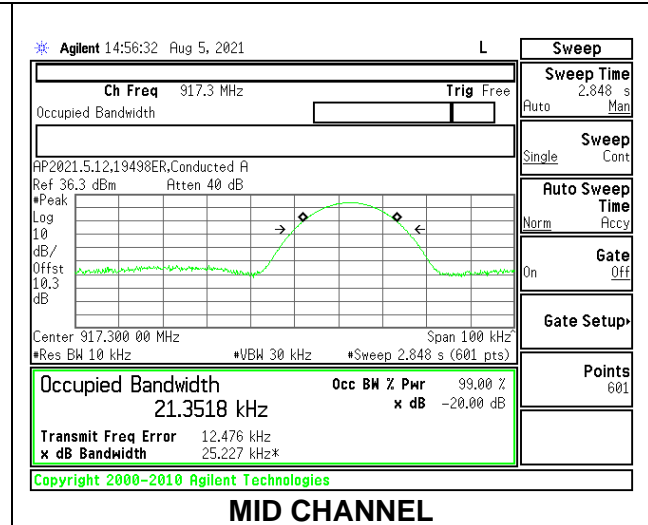 Agilent 14:56:32 Aug 5, 2021 L
Ch Freq 917.3 MHz Trig Free
Occupied Bandwidth
AP2021.5.12,19498ER,Conducted A
Ref 36.3 dBm Atten 40 dB
#Peak
Log
10
dB/
Offst
10.3
dB
Center 917.300 00 MHz Span 100 kHz
#Res BW 10 kHz #VBW 30 kHz #Sweep 2.848 s (601 pts)
Occupied Bandwidth Occ BW % Pwr 99.00 %
21.3518 kHz x dB -20.00 dB
Transmit Freq Error 12.476 kHz
x dB Bandwidth 25.227 kHz*
Copyright 2000-2010 Agilent Technologies
Sweep
Sweep Time
2.848 s
Auto Man
Sweep
Single Cont
Auto Sweep
Time
Norm Accy
Gate
On Off
Gate Setup▸
Points
601
MID CHANNEL